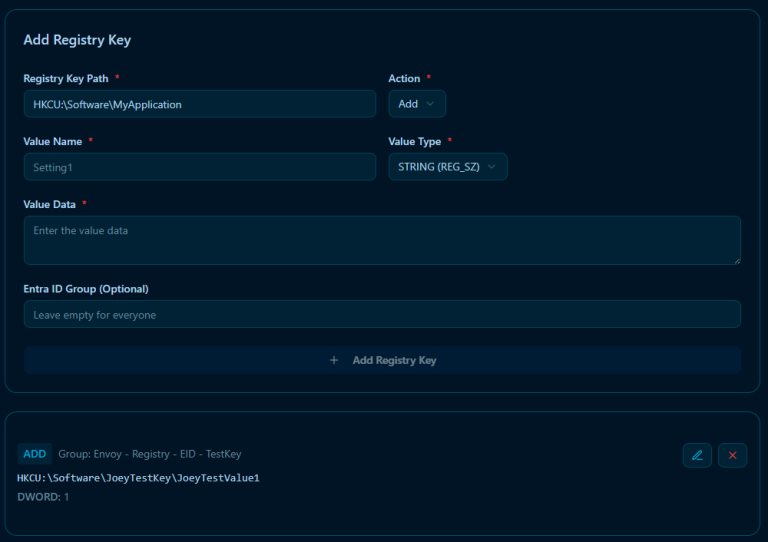 Add Registry Key
Registry Key Path * Action *
HKCU:\Software\MyApplication Add
Value Name * Value Type *
Setting1 STRING (REG_SZ)
Value Data *
Enter the value data
Entra ID Group (Optional)
Leave empty for everyone
+ Add Registry Key
ADD Group: Envoy - Registry - EID - TestKey
HKCU:\Software\JoeyTestKey\JoeyTestValue1
DWORD: 1